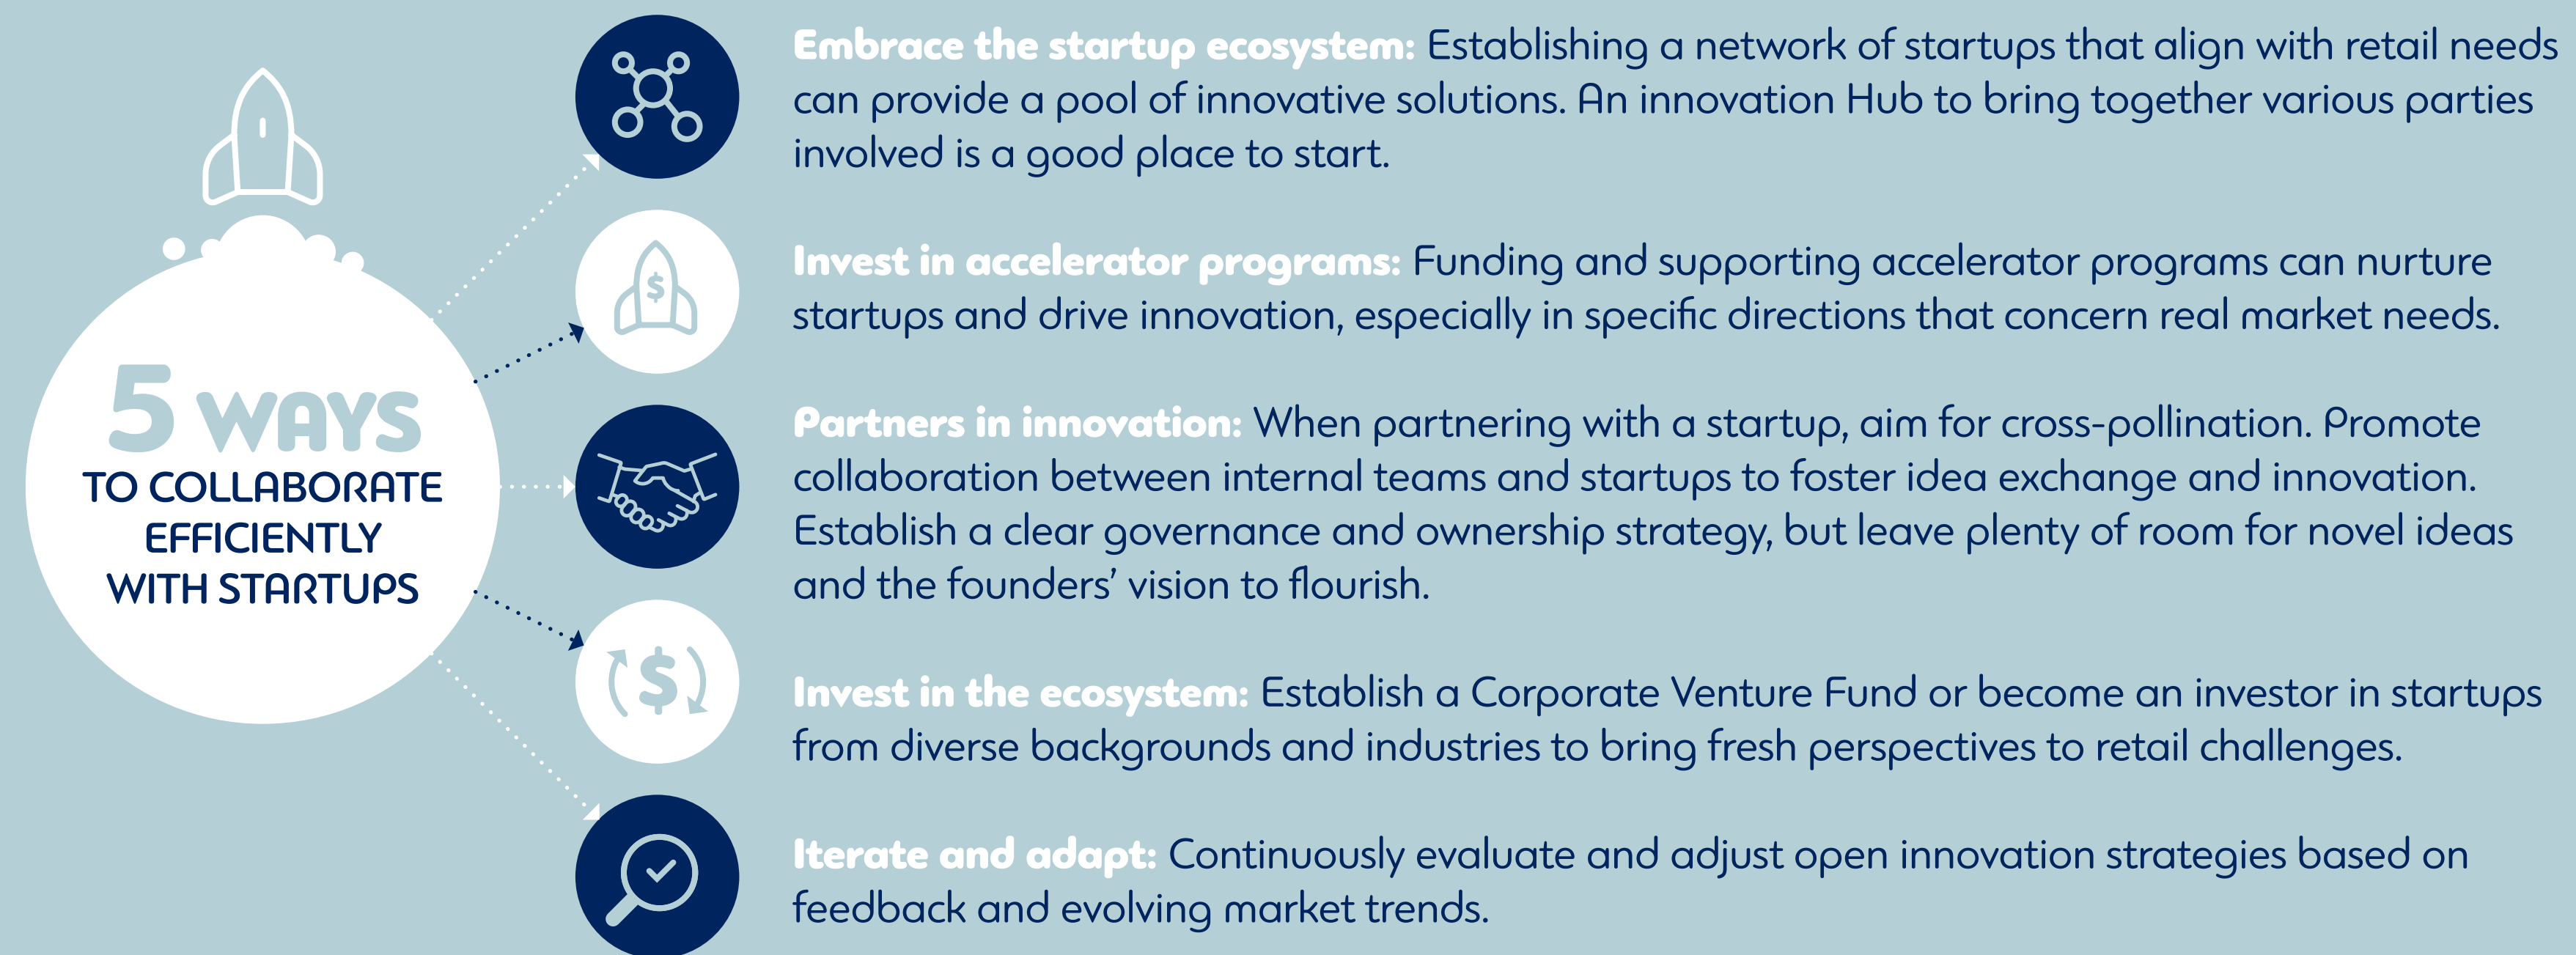 5 WAYS
TO COLLABORATE
EFFICIENTLY
WITH STARTUPS
Embrace the startup ecosystem: Establishing a network of startups that align with retail needs
can provide a pool of innovative solutions. An innovation Hub to bring together various parties
involved is a good place to start.
Invest in accelerator programs: Funding and supporting accelerator programs can nurture
startups and drive innovation, especially in specific directions that concern real market needs.
Partners in innovation: When partnering with a startup, aim for cross-pollination. Promote
collaboration between internal teams and startups to foster idea exchange and innovation.
Establish a clear governance and ownership strategy, but leave plenty of room for novel ideas
and the founders’ vision to flourish.
Invest in the ecosystem: Establish a Corporate Venture Fund or become an investor in startups
from diverse backgrounds and industries to bring fresh perspectives to retail challenges.
Iterate and adapt: Continuously evaluate and adjust open innovation strategies based on
feedback and evolving market trends.